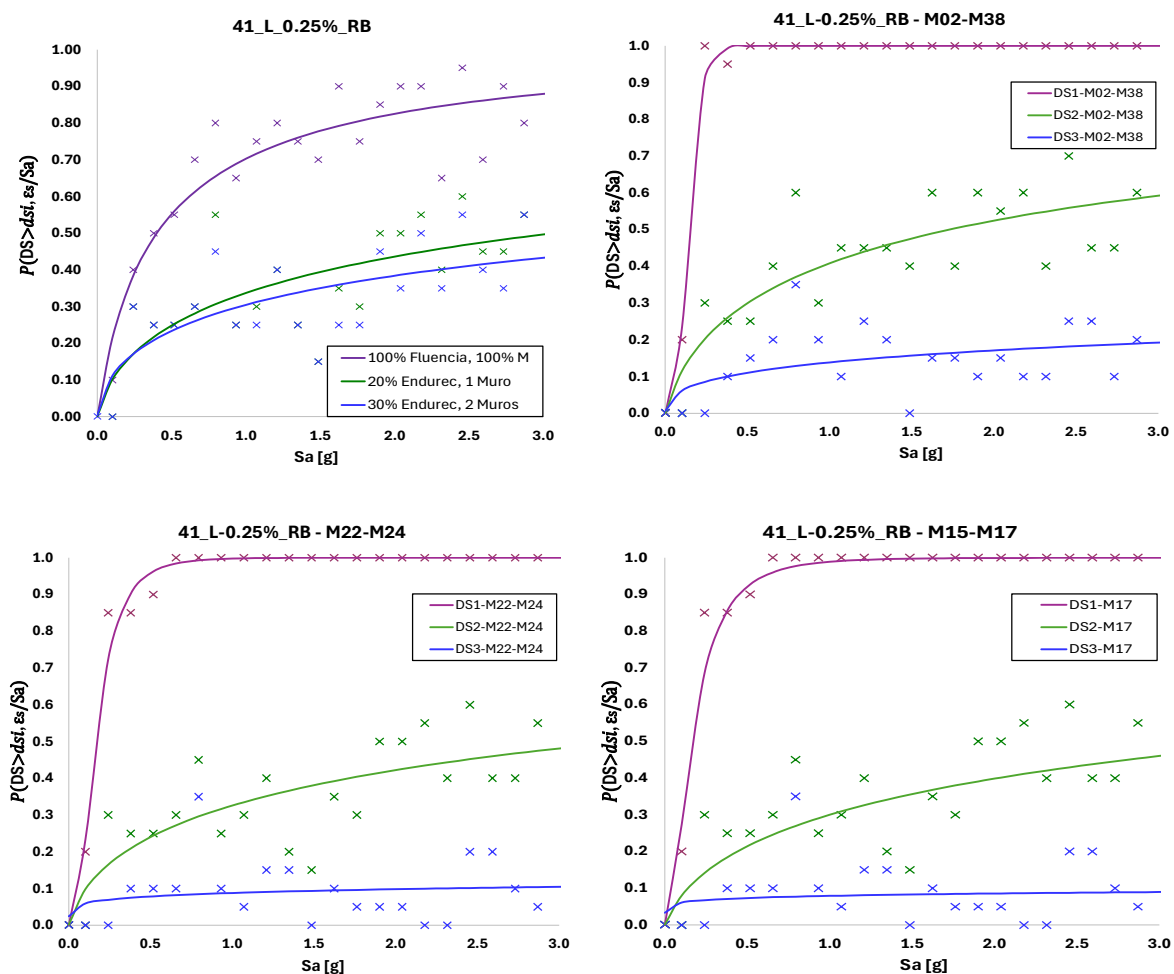 41_L_0.25%_RB
1.00
0.90
0.80
0.70
0.60
0.50
0.40
0.30
0.20
0.10
0.00
P(DS>dsi, εs/Sa)
100% Fluencia, 100% M
20% Endurec, 1 Muro
30% Endurec, 2 Muros
0.0 0.5 1.0 1.5 2.0 2.5 3.0
Sa [g]
41_L-0.25%_RB - M02-M38
1.0
0.9
0.8
0.7
0.6
0.5
0.4
0.3
0.2
0.1
0.0
P(DS>dsi, εs/Sa)
DS1-M02-M38
DS2-M02-M38
DS3-M02-M38
0.0 0.5 1.0 1.5 2.0 2.5 3.0
Sa [g]
41_L-0.25%_RB - M22-M24
1.0
0.9
0.8
0.7
0.6
0.5
0.4
0.3
0.2
0.1
0.0
P(DS>dsi, εs/Sa)
DS1-M22-M24
DS2-M22-M24
DS3-M22-M24
0.0 0.5 1.0 1.5 2.0 2.5 3.0
Sa [g]
41_L-0.25%_RB - M15-M17
1.0
0.9
0.8
0.7
0.6
0.5
0.4
0.3
0.2
0.1
0.0
P(DS>dsi, εs/Sa)
DS1-M17
DS2-M17
DS3-M17
0.0 0.5 1.0 1.5 2.0 2.5 3.0
Sa [g]